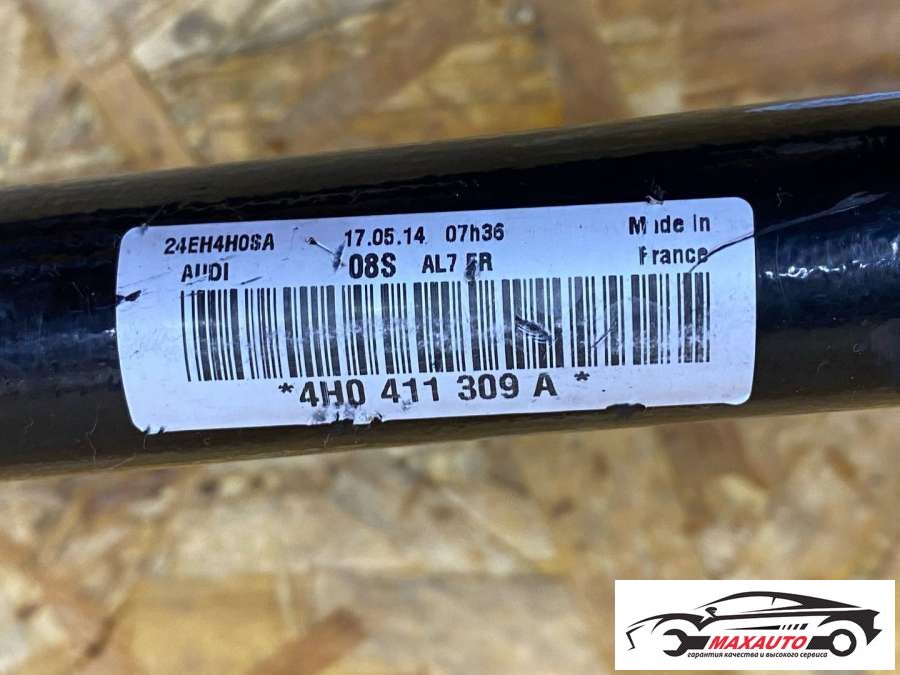 24EH4H0SA 17.05.14 07h36 Made In
AUDI 08S AL7 FR France
*4H0 411 309 A *
MAXAUTO
гарантия качества и высокого сервиса